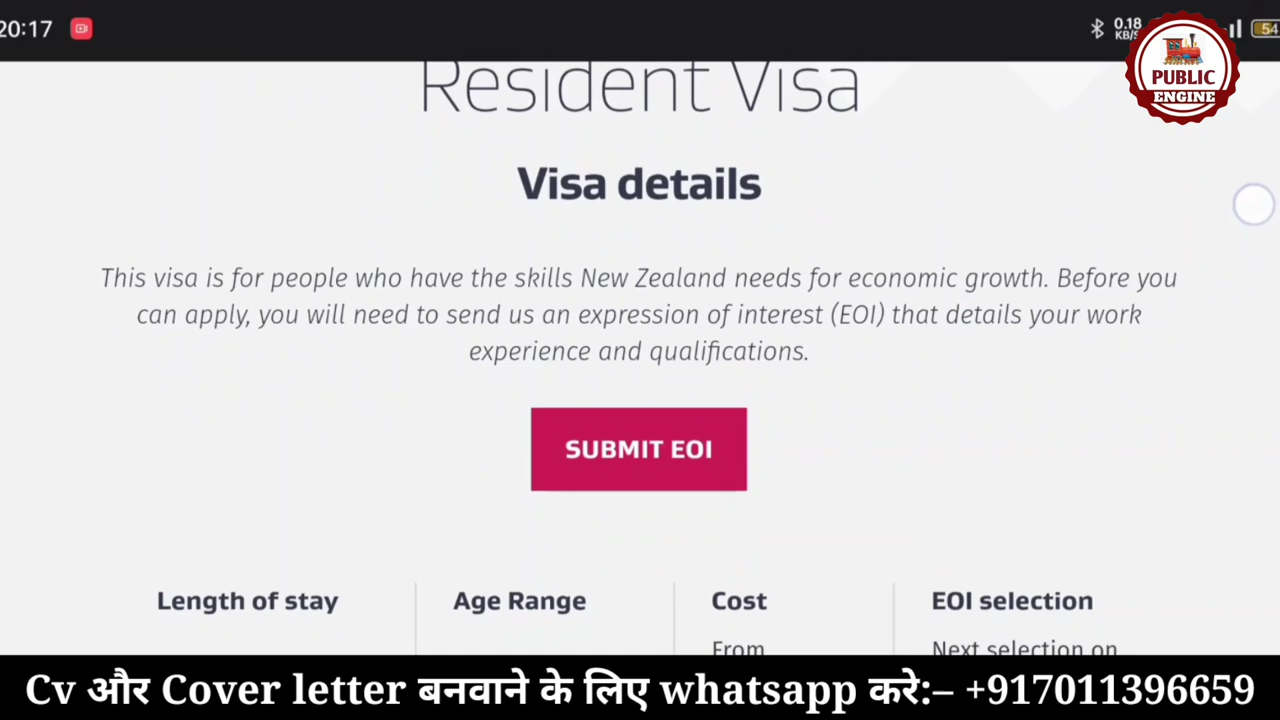 20:17
0.18
KB/S
54
PUBLIC
ENGINE
Resident Visa
Visa details
This visa is for people who have the skills New Zealand needs for economic growth. Before you
can apply, you will need to send us an expression of interest (EOI) that details your work
experience and qualifications.
SUBMIT EOI
Length of stay
Age Range
Cost
From
EOI selection
Next selection on
Cv और Cover letter बनवाने के लिए whatsapp करे:– +917011396659